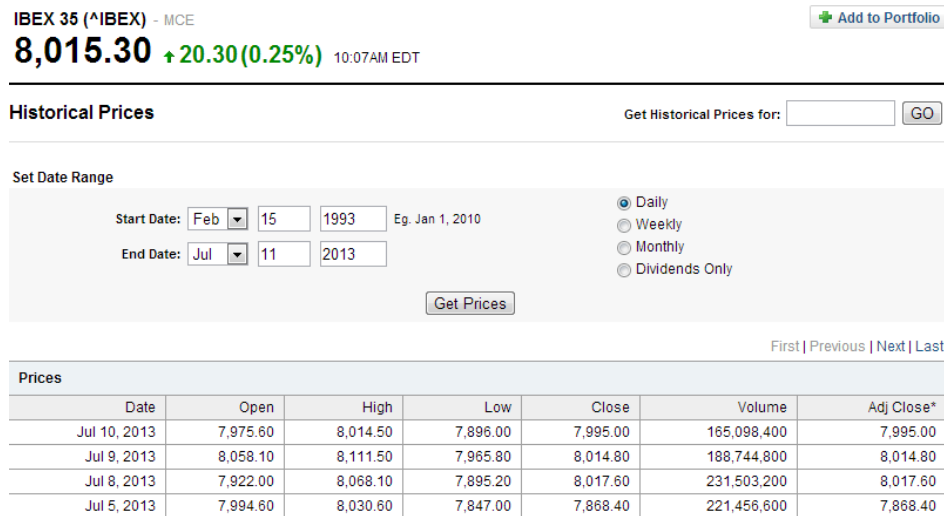 IBEX 35 (^IBEX) - MCE
Add to Portfolio
8,015.30 20.30(0.25%) 10:07AM EDT
Historical Prices
Get Historical Prices for: GO
Set Date Range
Start Date: Feb 15 1993 Eg. Jan 1, 2010
End Date: Jul 11 2013
Daily
Weekly
Monthly
Dividends Only
Get Prices
First | Previous | Next | Last
Prices
Date Open High Low Close Volume Adj Close*
Jul 10, 2013 7,975.60 8,014.50 7,896.00 7,995.00 165,098,400 7,995.00
Jul 9, 2013 8,058.10 8,111.50 7,965.80 8,014.80 188,744,800 8,014.80
Jul 8, 2013 7,922.00 8,068.10 7,895.20 8,017.60 231,503,200 8,017.60
Jul 5, 2013 7,994.60 8,030.60 7,847.00 7,868.40 221,456,600 7,868.40